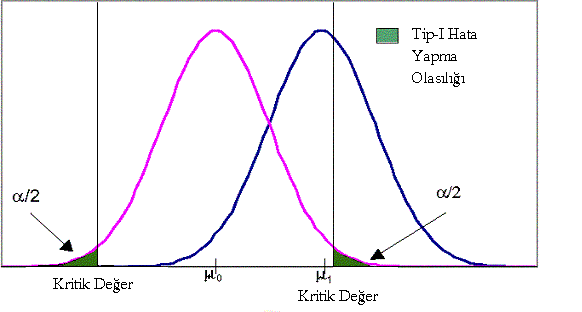 Tip-I Hata
Yapma
Olasılığı
α/2
α/2
μ₀
μ₁
Kritik Değer
Kritik Değer